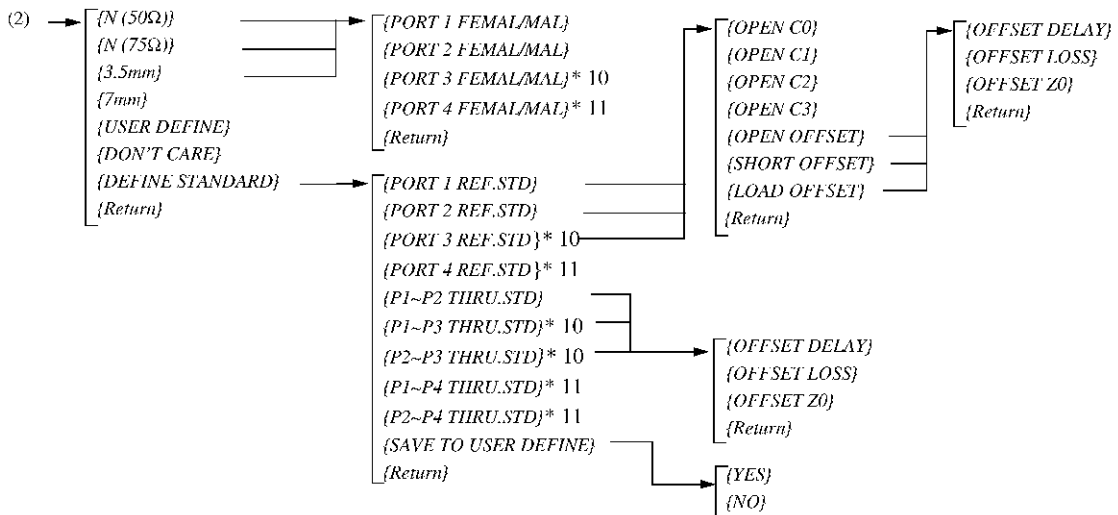 (2)
{N (50Ω)}
{N (75Ω)}
{3.5mm}
{7mm}
{USER DEFINE}
{DON'T CARE}
{DEFINE STANDARD}
{Return}
{PORT 1 FEMAL/MAL}
{PORT 2 FEMAL/MAL}
{PORT 3 FEMAL/MAL}* 10
{PORT 4 FEMAL/MAL}* 11
{Return}
{PORT 1 REF.STD}
{PORT 2 REF.STD}
{PORT 3 REF.STD}* 10
{PORT 4 REF.STD}* 11
{P1~P2 THRU.STD}
{P1~P3 THRU.STD}* 10
{P2~P3 THRU.STD}* 10
{P1~P4 THRU.STD}* 11
{P2~P4 THRU.STD}* 11
{SAVE TO USER DEFINE}
{Return}
{OPEN C0}
{OPEN C1}
{OPEN C2}
{OPEN C3}
{OPEN OFFSET}
{SHORT OFFSET}
{LOAD OFFSET}
{Return}
{OFFSET DELAY}
{OFFSET LOSS}
{OFFSET Z0}
{Return}
{OFFSET DELAY}
{OFFSET LOSS}
{OFFSET Z0}
{Return}
{YES}
{NO}